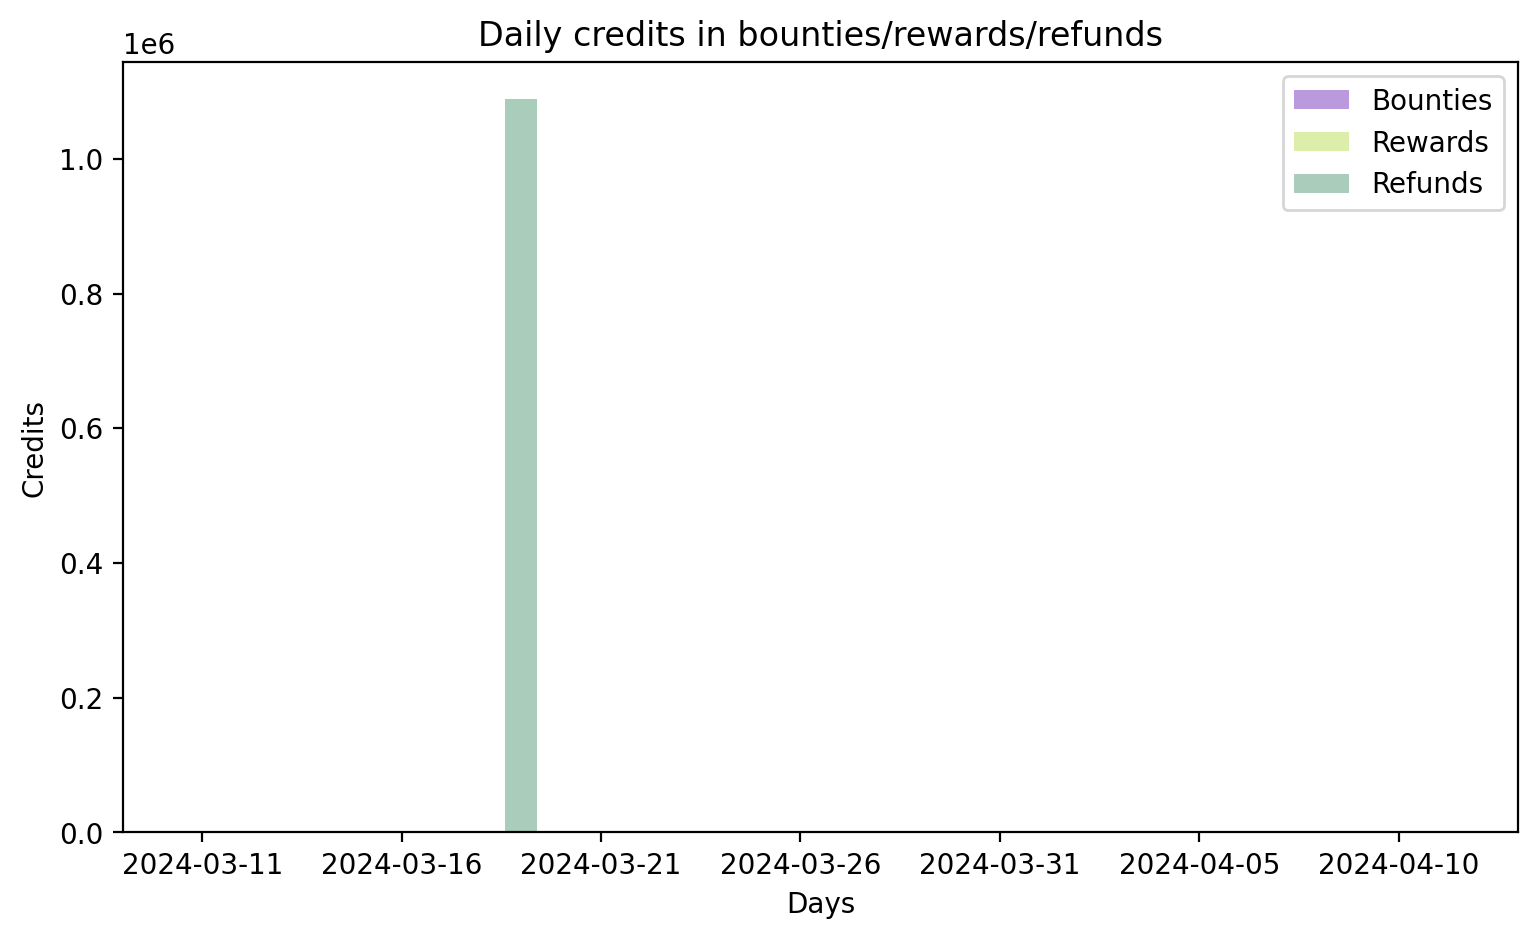 Daily credits in bounties/rewards/refunds
1e6
Bounties
Rewards
Refunds
1.0
0.8
0.6
0.4
0.2
0.0
Credits
2024-03-11 2024-03-16 2024-03-21 2024-03-26 2024-03-31 2024-04-05 2024-04-10
Days